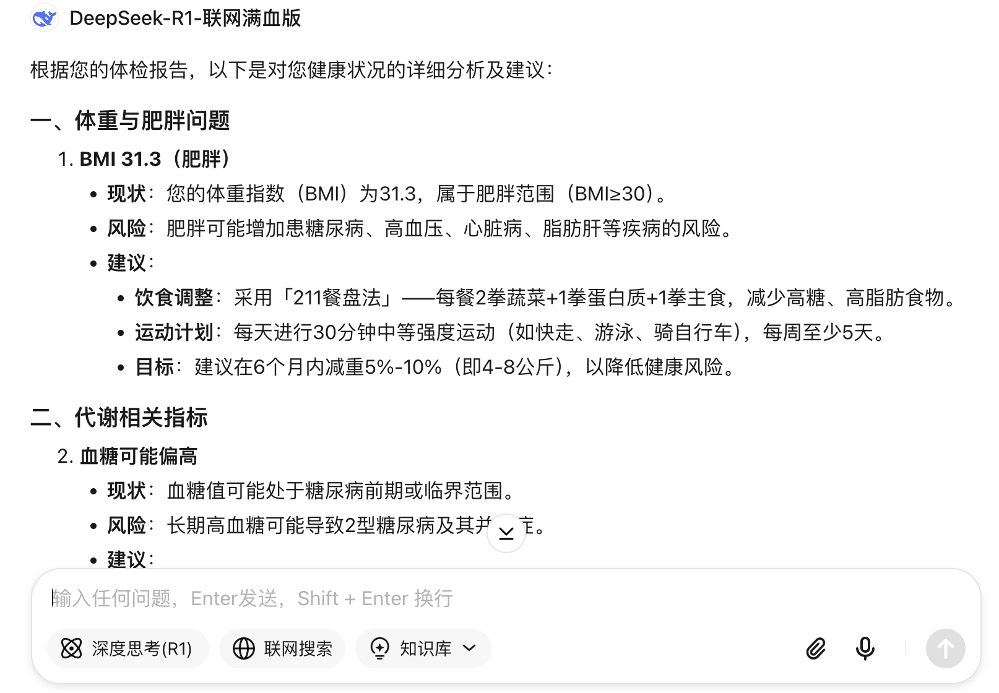 DeepSeek-R1-联网满血版
根据您的体检报告，以下是对您健康状况的详细分析及建议：
一、体重与肥胖问题
1. BMI 31.3（肥胖）
• 现状：您的体重指数（BMI）为31.3，属于肥胖范围（BMI≥30）。
• 风险：肥胖可能增加患糖尿病、高血压、心脏病、脂肪肝等疾病的风险。
• 建议：
• 饮食调整：采用「211餐盘法」——每餐2拳蔬菜+1拳蛋白质+1拳主食，减少高糖、高脂肪食物。
• 运动计划：每天进行30分钟中等强度运动（如快走、游泳、骑自行车），每周至少5天。
• 目标：建议在6个月内减重5%-10%（即4-8公斤），以降低健康风险。
二、代谢相关指标
2. 血糖可能偏高
• 现状：血糖值可能处于糖尿病前期或临界范围。
• 风险：长期高血糖可能导致2型糖尿病及其并症。
• 建议：
输入任何问题，Enter发送，Shift + Enter 换行
深度思考(R1) 联网搜索 知识库